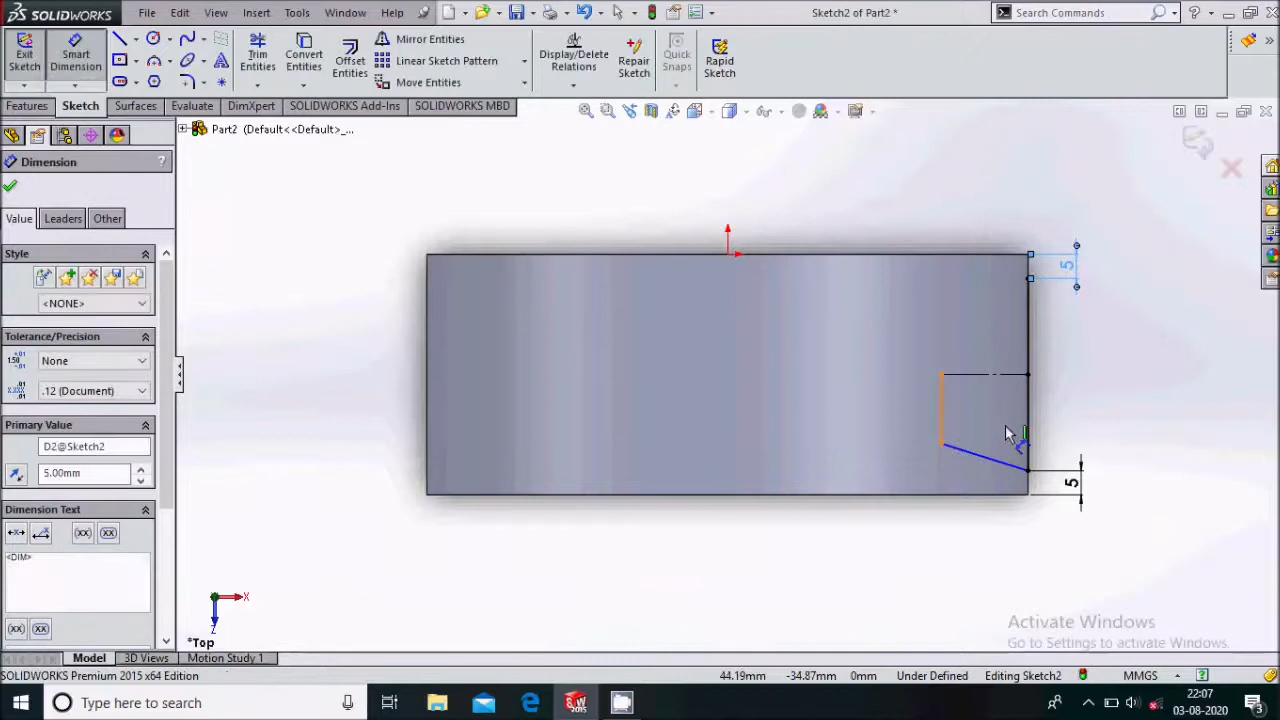 SOLIDWORKS File Edit View Insert Tools Window Help Sketch2 of Part2 * Search Commands
Exit Sketch Smart Dimension Trim Entities Convert Entities Offset Entities Mirror Entities Linear Sketch Pattern Move Entities Display/Delete Relations Repair Sketch Quick Snaps Rapid Sketch
Features Sketch Surfaces Evaluate DimXpert SOLIDWORKS Add-Ins SOLIDWORKS MBD
Part2 (Default<<Default>_...
Dimension ?
Value Leaders Other
Style
<NONE>
Tolerance/Precision
None
.12 (Document)
Primary Value
D2@Sketch2
5.00mm
Dimension Text
<DIM>
5
5
X
Z
*Top
Activate Windows
Go to Settings to activate Windows.
Model 3D Views Motion Study 1
SOLIDWORKS Premium 2015 x64 Edition 44.19mm -34.87mm 0mm Under Defined Editing Sketch2 MMGS
Type here to search 22:07
03-08-2020